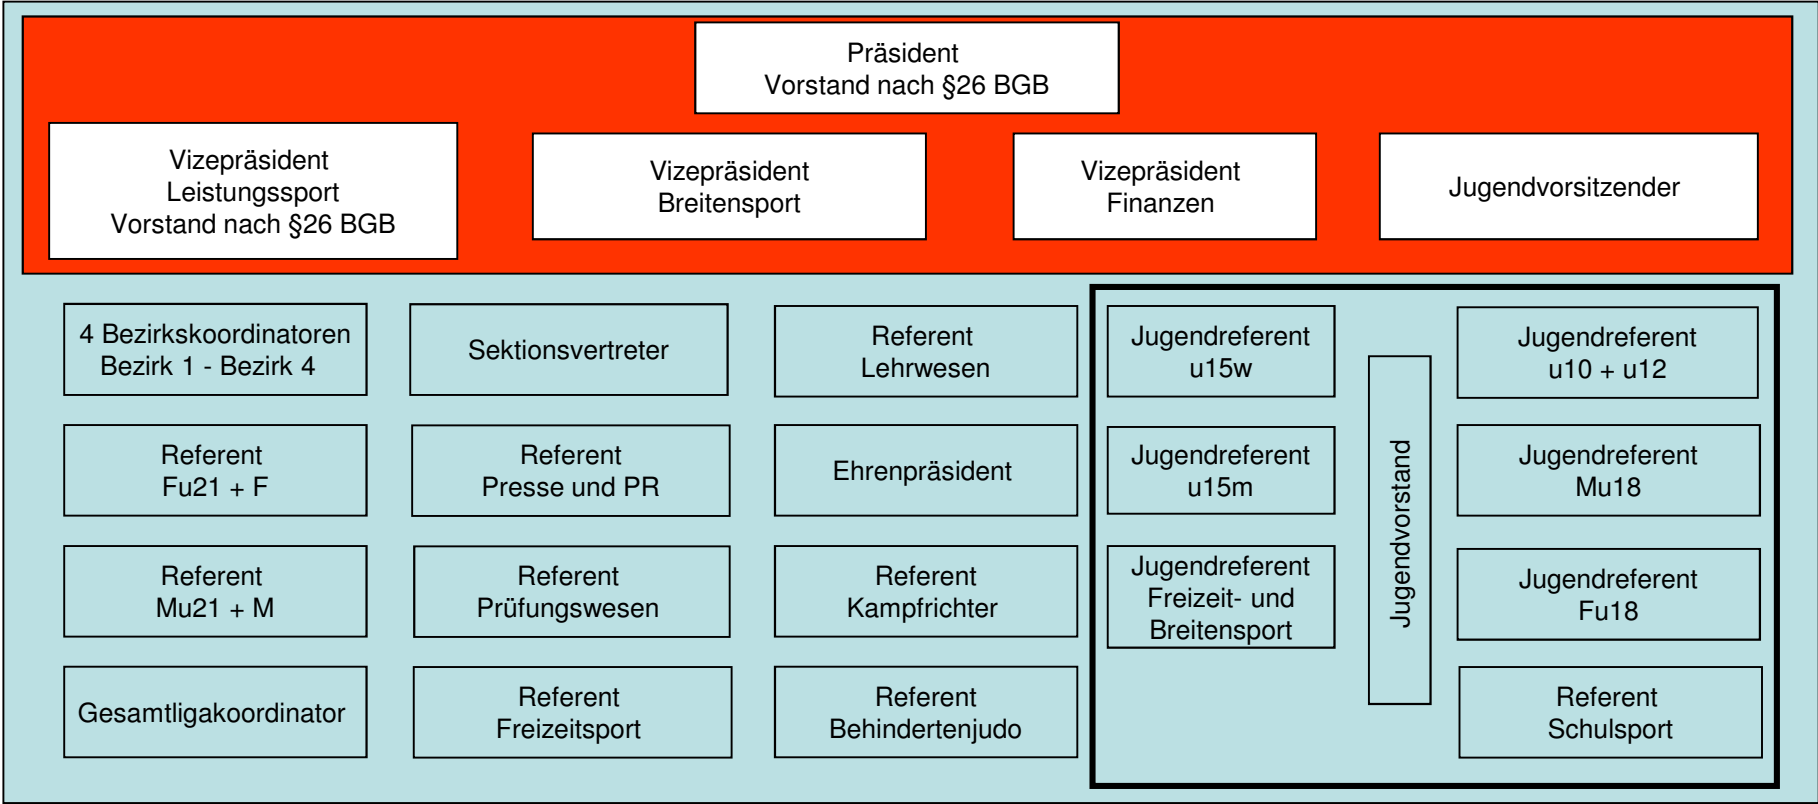 Präsident
Vorstand nach §26 BGB
Vizepräsident
Leistungssport
Vorstand nach §26 BGB
Vizepräsident
Breitensport
Vizepräsident
Finanzen
Jugendvorsitzender
4 Bezirkskoordinatoren
Bezirk 1 - Bezirk 4
Sektionsvertreter
Referent
Lehrwesen
Jugendreferent
u15w
Jugendreferent
u10 + u12
Referent
Fu21 + F
Referent
Presse und PR
Ehrenpräsident
Jugendreferent
u15m
Jugendvorstand
Jugendreferent
Mu18
Referent
Mu21 + M
Referent
Prüfungswesen
Referent
Kampfrichter
Jugendreferent
Freizeit- und
Breitensport
Jugendreferent
Fu18
Gesamtligakoordinator
Referent
Freizeitsport
Referent
Behindertenjudo
Referent
Schulsport